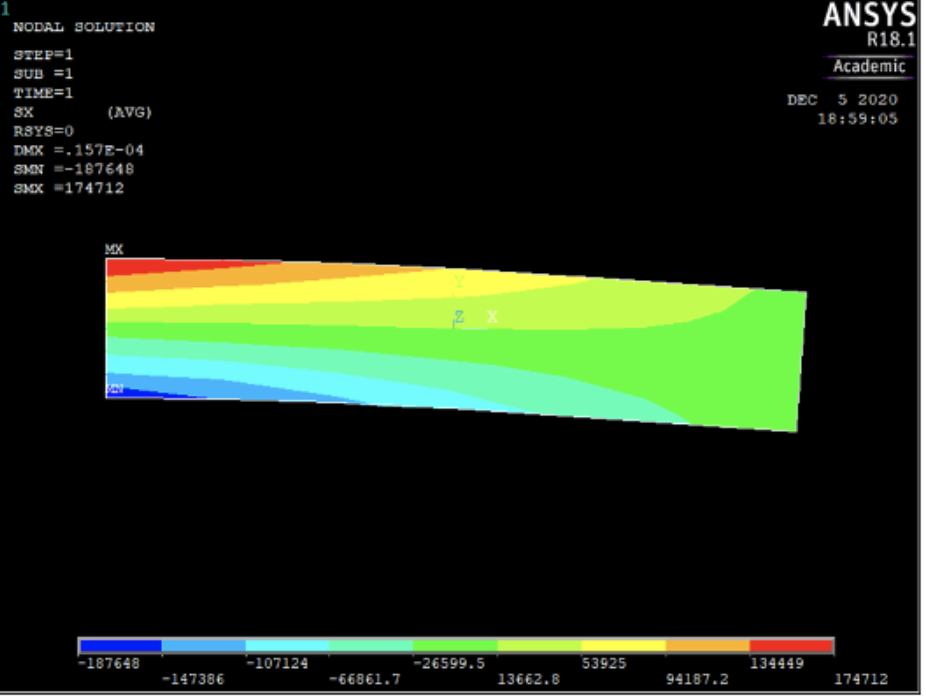 1
NODAL SOLUTION
STEP=1
SUB =1
TIME=1
SX (AVG)
RSYS=0
DMX =.157E-04
SMN =-187648
SMX =174712
ANSYS
R18.1
Academic
DEC 5 2020
18:59:05
MX
Y
Z X
MN
-187648 -107124 -26599.5 53925 134449
-147386 -66861.7 13662.8 94187.2 174712